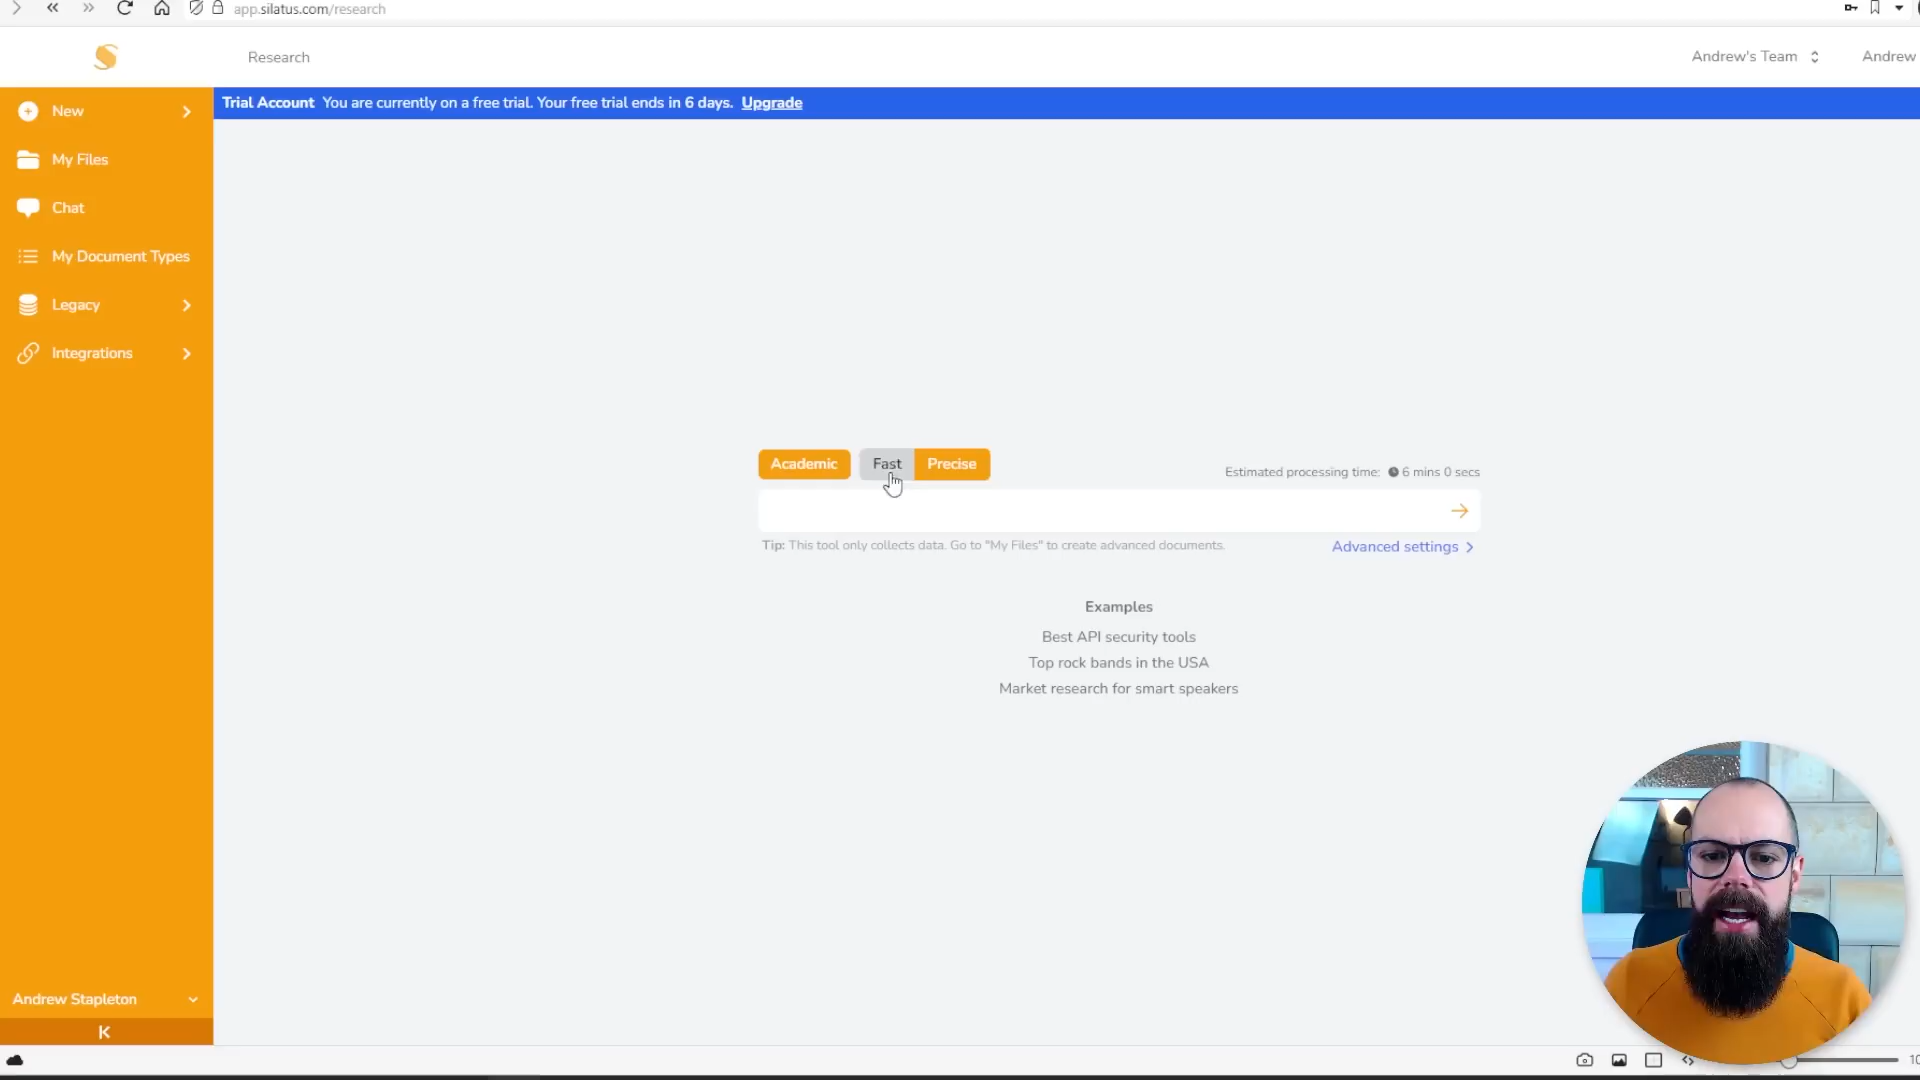 app.silatus.com/research
Research
Andrew's Team
Andrew
Trial Account You are currently on a free trial. Your free trial ends in 6 days. Upgrade
New
My Files
Chat
My Document Types
Legacy
Integrations
Academic
Fast
Precise
Estimated processing time: 6 mins 0 secs
Tip: This tool only collects data. Go to "My Files" to create advanced documents.
Advanced settings
Examples
Best API security tools
Top rock bands in the USA
Market research for smart speakers
Andrew Stapleton